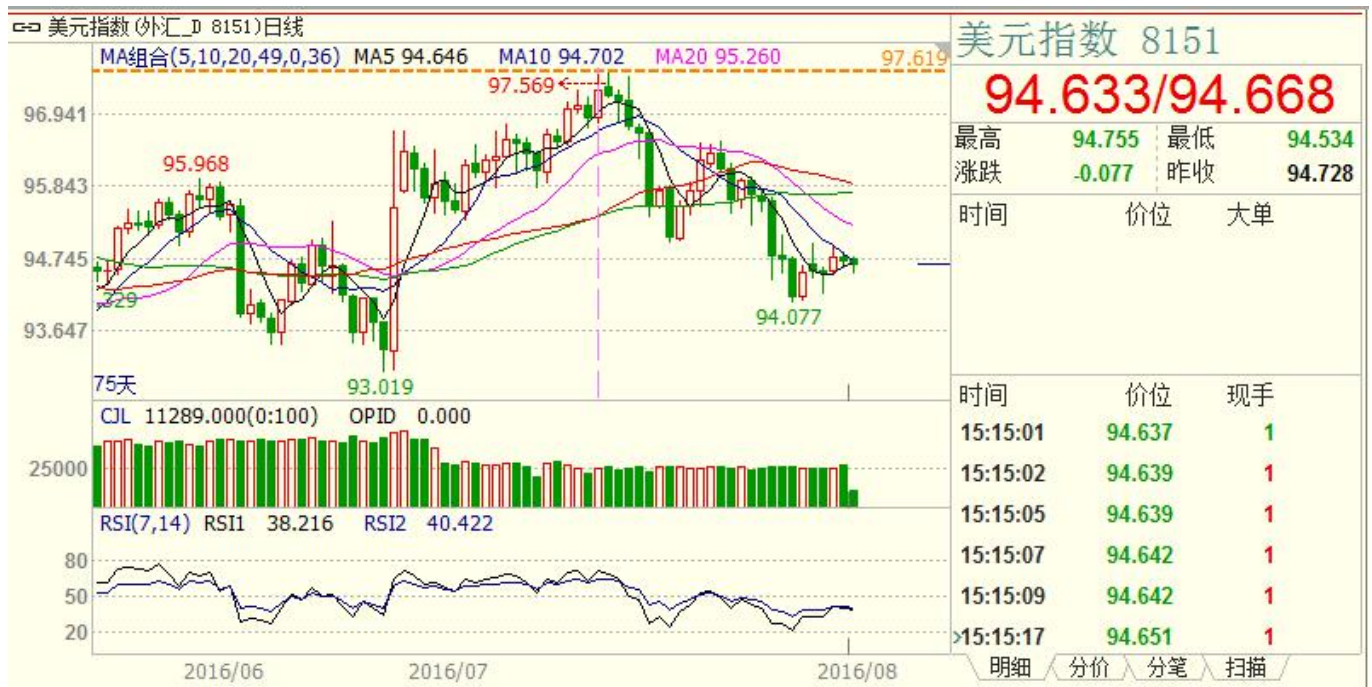 美元指数(外汇_D 8151)日线
MA组合(5,10,20,49,0,36) MA5 94.646 MA10 94.702 MA20 95.260 97.619
97.569
96.941
95.968
95.843
94.745
329
94.077
93.647
75天
93.019
CJL 11289.000(0:100) OPID 0.000
25000
RSI(7,14) RSI1 38.216 RSI2 40.422
80
50
20
2016/06 2016/07 2016/08
美元指数 8151
94.633/94.668
最高 94.755 最低 94.534
涨跌 -0.077 昨收 94.728
时间 价位 大单
时间 价位 现手
15:15:01 94.637 1
15:15:02 94.639 1
15:15:05 94.639 1
15:15:07 94.642 1
15:15:09 94.642 1
>15:15:17 94.651 1
明细 分价 分笔 扫描